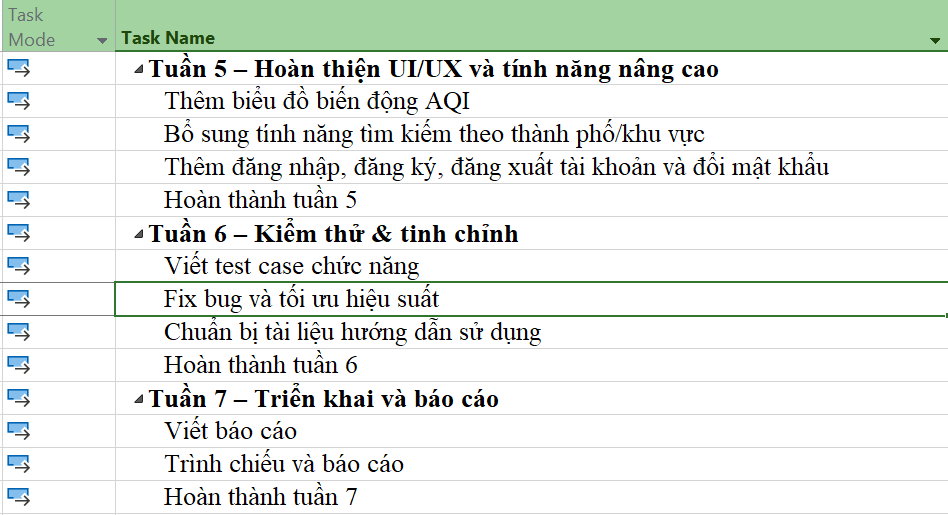 Task
Mode
Task Name
Tuần 5 – Hoàn thiện UI/UX và tính năng nâng cao
Thêm biểu đồ biến động AQI
Bổ sung tính năng tìm kiếm theo thành phố/khu vực
Thêm đăng nhập, đăng ký, đăng xuất tài khoản và đổi mật khẩu
Hoàn thành tuần 5
Tuần 6 – Kiểm thử & tinh chỉnh
Viết test case chức năng
Fix bug và tối ưu hiệu suất
Chuẩn bị tài liệu hướng dẫn sử dụng
Hoàn thành tuần 6
Tuần 7 – Triển khai và báo cáo
Viết báo cáo
Trình chiếu và báo cáo
Hoàn thành tuần 7